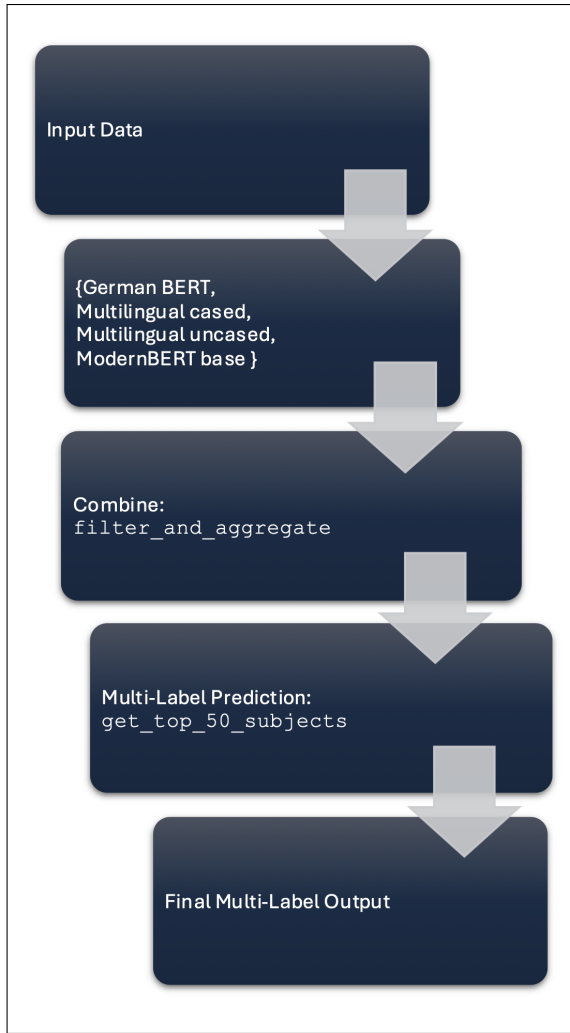 Input Data
{German BERT,
Multilingual cased,
Multilingual uncased,
ModernBERT base }
Combine:
filter_and_aggregate
Multi-Label Prediction:
get_top_50_subjects
Final Multi-Label Output